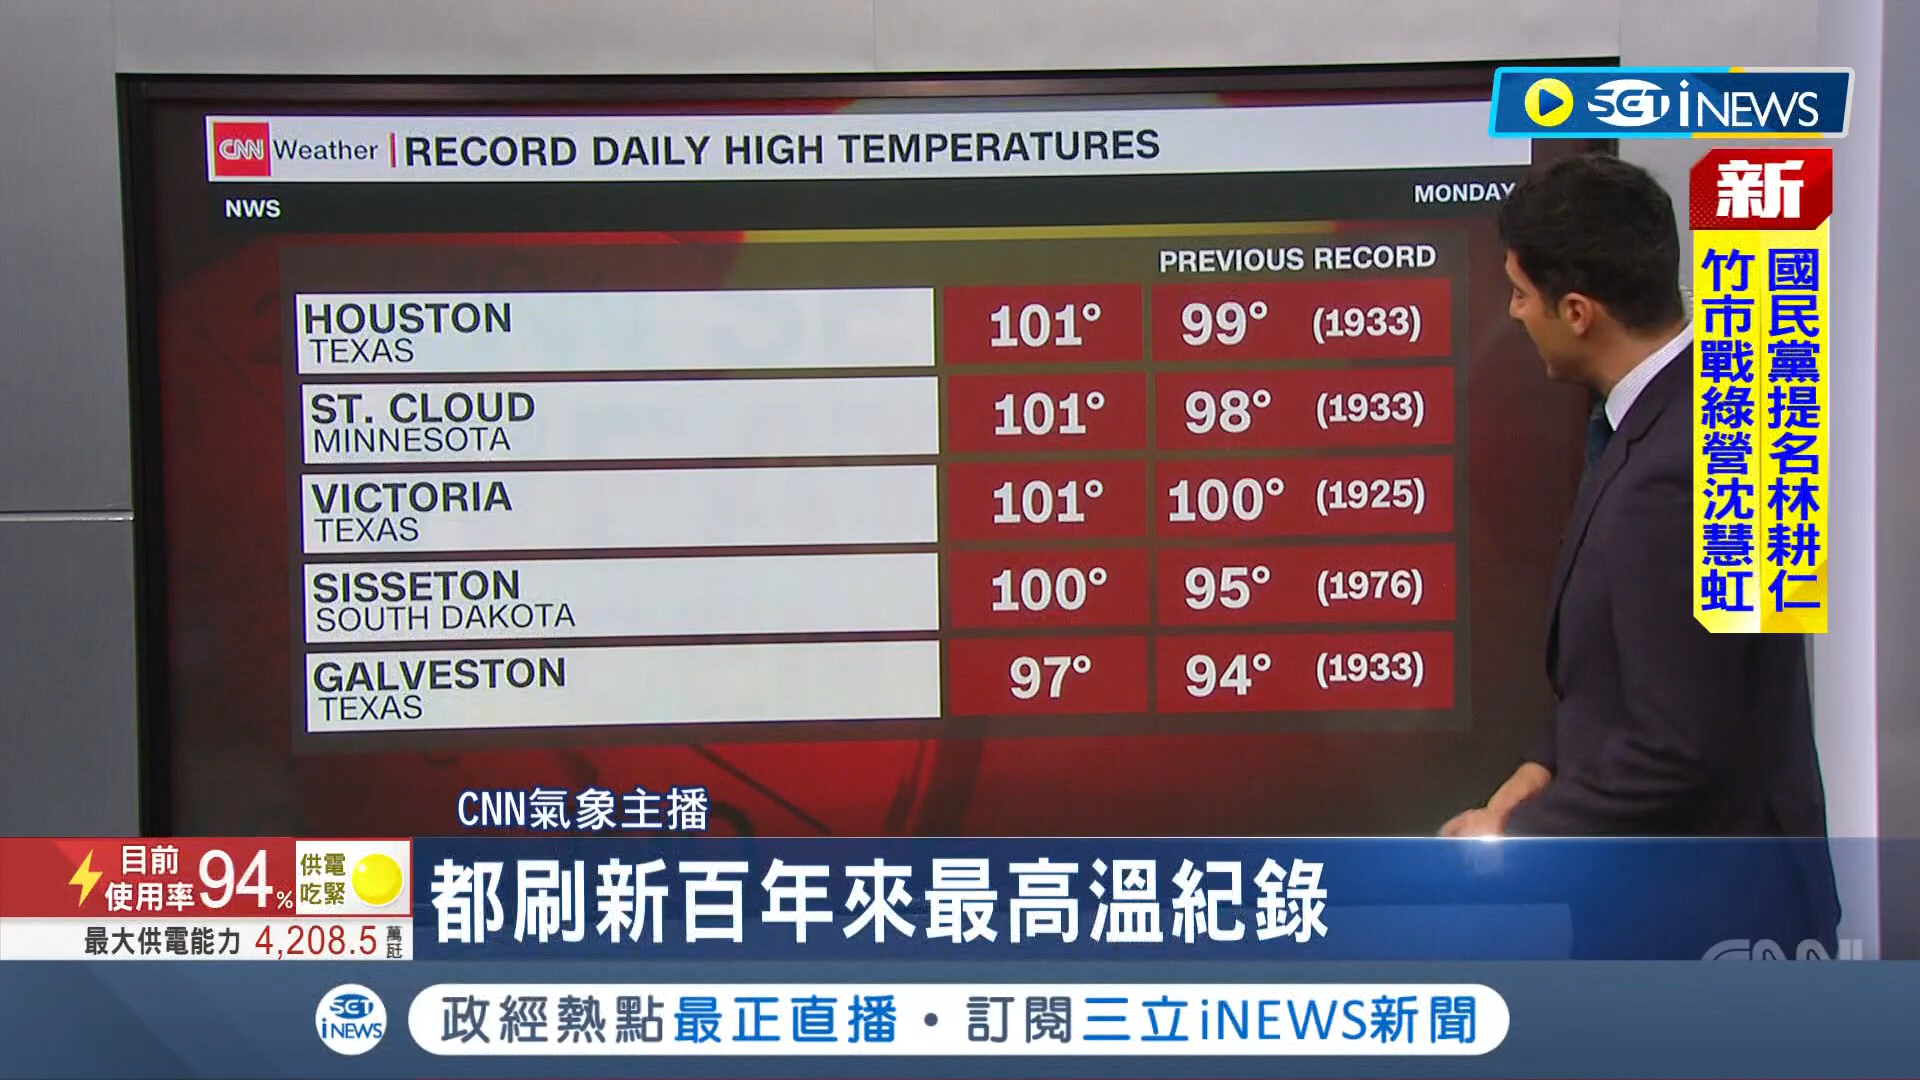 SET iNEWS
CNN Weather RECORD DAILY HIGH TEMPERATURES
NWS
MONDAY
PREVIOUS RECORD
HOUSTON
TEXAS
101° 99° (1933)
ST. CLOUD
MINNESOTA
101° 98° (1933)
VICTORIA
TEXAS
101° 100° (1925)
SISSETON
SOUTH DAKOTA
100° 95° (1976)
GALVESTON
TEXAS
97° 94° (1933)
新
國民黨提名林耕仁
竹市戰綠營沈慧虹
CNN氣象主播
都刷新百年來最高溫紀錄
目前
使用率 94%
供電
吃緊
最大供電能力 4,208.5 萬瓩
CNN
SET iNEWS
政經熱點最正直播・訂閱三立iNEWS新聞